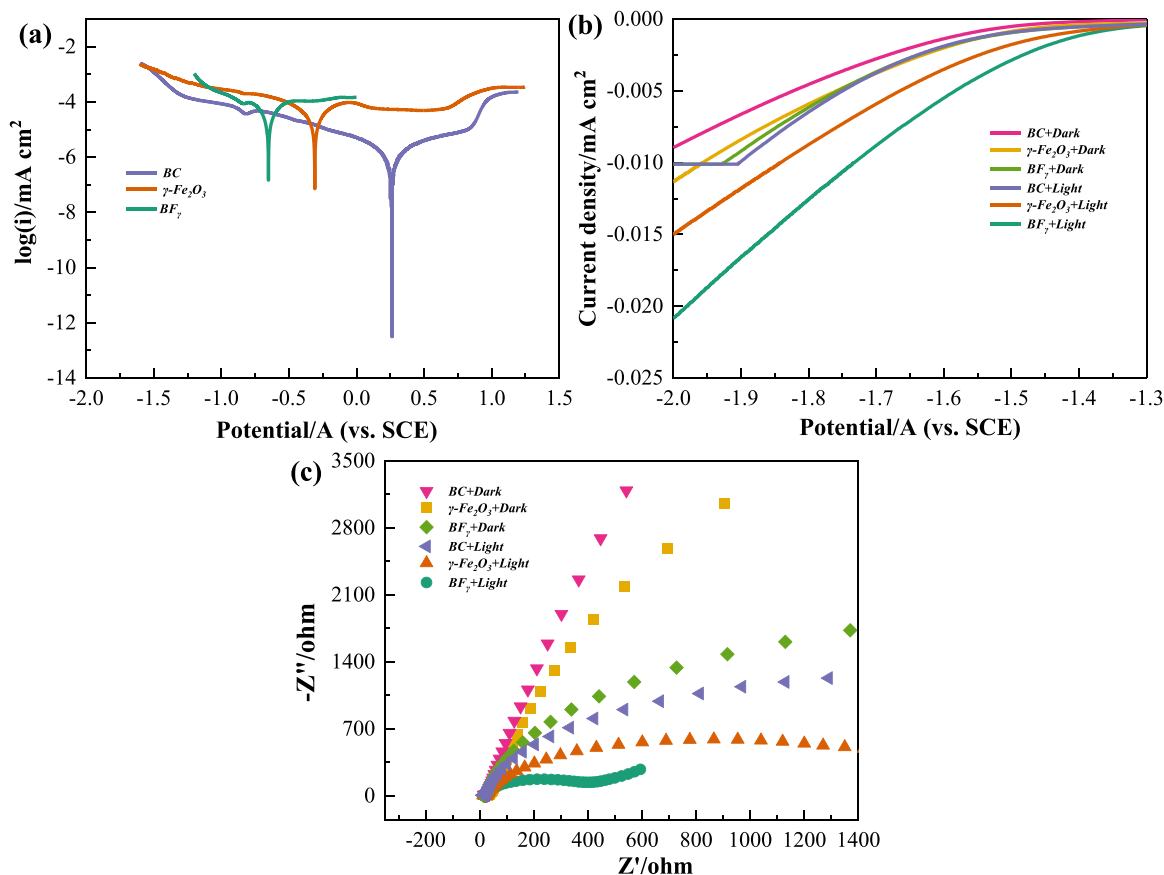 (a)
-2
-4
-6
-8
-10
-12
-14
log(i)/mA cm²
BC
γ-Fe₂O₃
BFᵧ
-2.0 -1.5 -1.0 -0.5 0.0 0.5 1.0 1.5
Potential/A (vs. SCE)
(b)
0.000
-0.005
-0.010
-0.015
-0.020
-0.025
Current density/mA cm²
BC+Dark
γ-Fe₂O₃+Dark
BFᵧ+Dark
BC+Light
γ-Fe₂O₃+Light
BFᵧ+Light
-2.0 -1.9 -1.8 -1.7 -1.6 -1.5 -1.4 -1.3
Potential/A (vs. SCE)
(c)
3500
2800
2100
1400
700
0
-Z''/ohm
BC+Dark
γ-Fe₂O₃+Dark
BFᵧ+Dark
BC+Light
γ-Fe₂O₃+Light
BFᵧ+Light
-200 0 200 400 600 800 1000 1200 1400
Z'/ohm